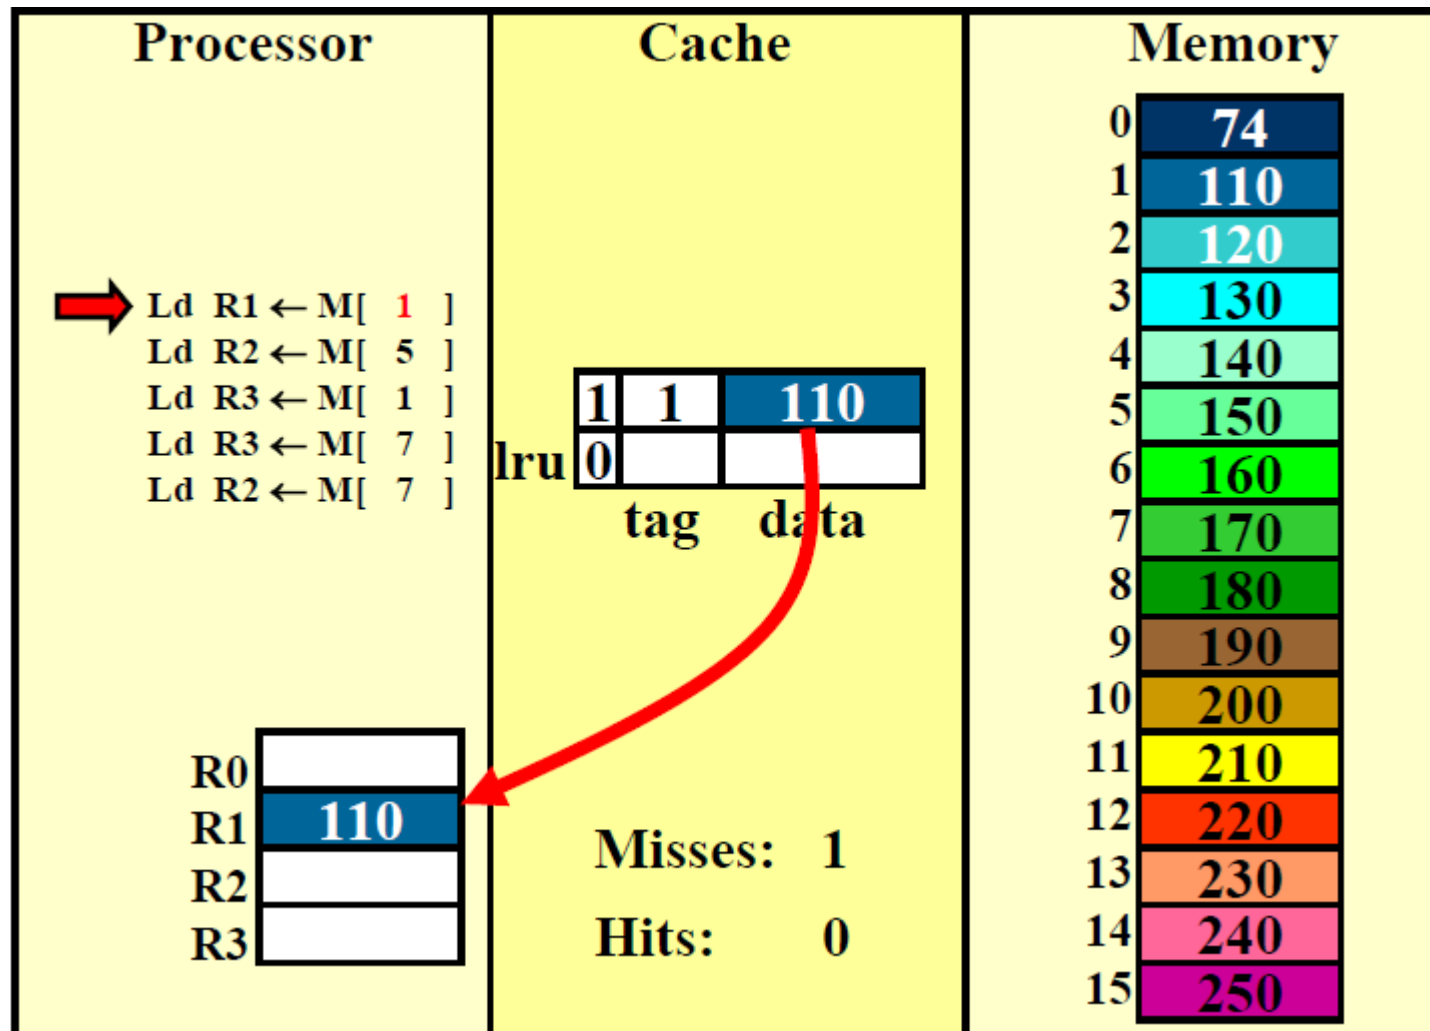 Processor
Ld R1 ← M[ 1 ]
Ld R2 ← M[ 5 ]
Ld R3 ← M[ 1 ]
Ld R3 ← M[ 7 ]
Ld R2 ← M[ 7 ]
R0
R1 110
R2
R3
Cache
1 1 110
lru 0
tag data
Misses: 1
Hits: 0
Memory
0 74
1 110
2 120
3 130
4 140
5 150
6 160
7 170
8 180
9 190
10 200
11 210
12 220
13 230
14 240
15 250